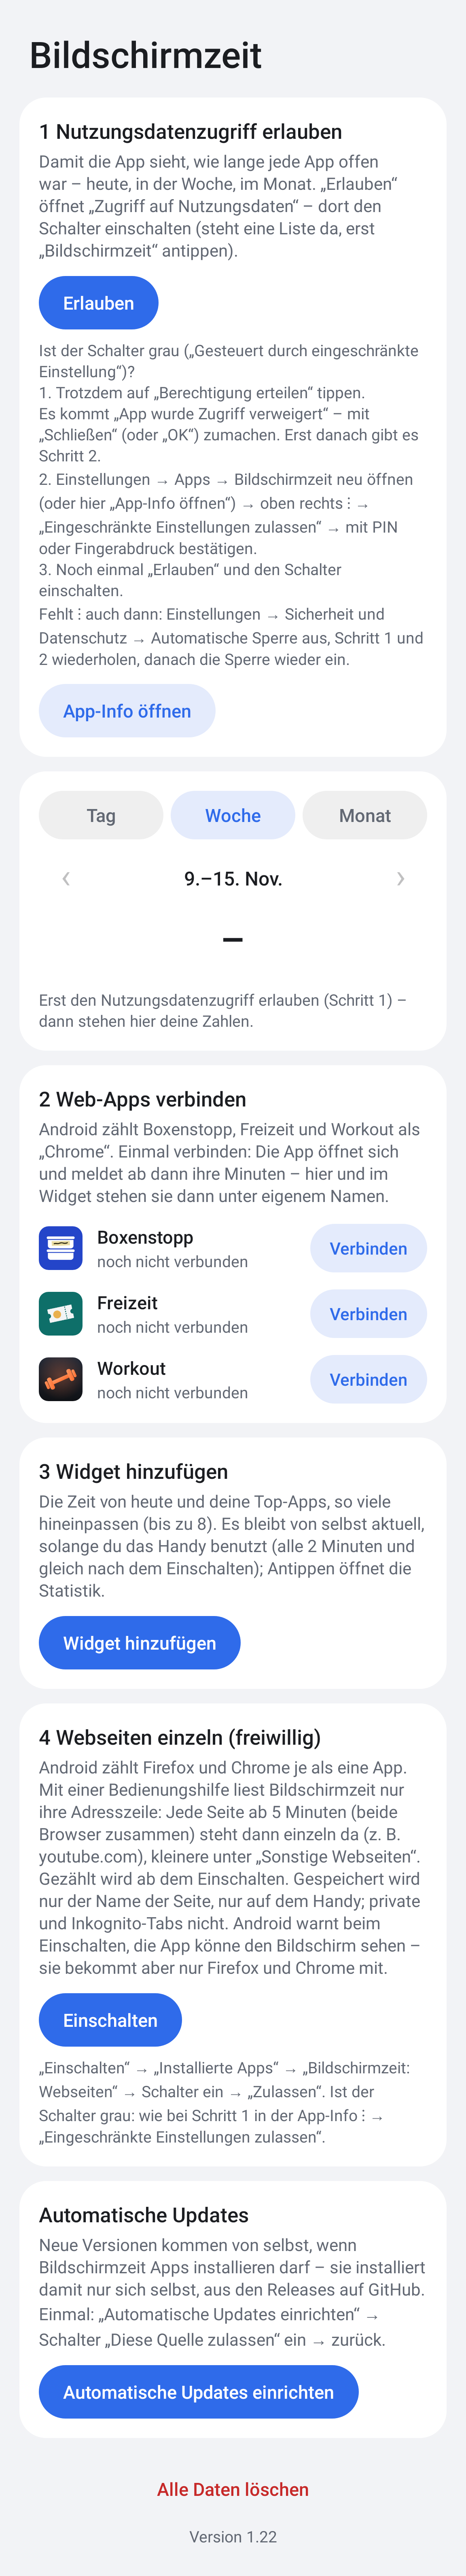 Bildschirmzeit
1 Nutzungsdatenzugriff erlauben
Damit die App sieht, wie lange jede App offen
war – heute, in der Woche, im Monat. „Erlauben“
öffnet „Zugriff auf Nutzungsdaten“ – dort den
Schalter einschalten (steht eine Liste da, erst
„Bildschirmzeit“ antippen).
Erlauben
Ist der Schalter grau („Gesteuert durch eingeschränkte
Einstellung“)?
1. Trotzdem auf „Berechtigung erteilen“ tippen.
Es kommt „App wurde Zugriff verweigert“ – mit
„Schließen“ (oder „OK“) zumachen. Erst danach gibt es
Schritt 2.
2. Einstellungen → Apps → Bildschirmzeit neu öffnen
(oder hier „App-Info öffnen“) → oben rechts ⋮ →
„Eingeschränkte Einstellungen zulassen“ → mit PIN
oder Fingerabdruck bestätigen.
3. Noch einmal „Erlauben“ und den Schalter
einschalten.
Fehlt ⋮ auch dann: Einstellungen → Sicherheit und
Datenschutz → Automatische Sperre aus, Schritt 1 und
2 wiederholen, danach die Sperre wieder ein.
App-Info öffnen
Tag Woche Monat
‹ 9.–15. Nov. ›
–
Erst den Nutzungsdatenzugriff erlauben (Schritt 1) –
dann stehen hier deine Zahlen.
2 Web-Apps verbinden
Android zählt Boxenstopp, Freizeit und Workout als
„Chrome“. Einmal verbinden: Die App öffnet sich
und meldet ab dann ihre Minuten – hier und im
Widget stehen sie dann unter eigenem Namen.
Boxenstopp
noch nicht verbunden
Verbinden
Freizeit
noch nicht verbunden
Verbinden
Workout
noch nicht verbunden
Verbinden
3 Widget hinzufügen
Die Zeit von heute und deine Top-Apps, so viele
hineinpassen (bis zu 8). Es bleibt von selbst aktuell,
solange du das Handy benutzt (alle 2 Minuten und
gleich nach dem Einschalten); Antippen öffnet die
Statistik.
Widget hinzufügen
4 Webseiten einzeln (freiwillig)
Android zählt Firefox und Chrome je als eine App.
Mit einer Bedienungshilfe liest Bildschirmzeit nur
ihre Adresszeile: Jede Seite ab 5 Minuten (beide
Browser zusammen) steht dann einzeln da (z. B.
youtube.com), kleinere unter „Sonstige Webseiten“.
Gezählt wird ab dem Einschalten. Gespeichert wird
nur der Name der Seite, nur auf dem Handy; private
und Inkognito-Tabs nicht. Android warnt beim
Einschalten, die App könne den Bildschirm sehen –
sie bekommt aber nur Firefox und Chrome mit.
Einschalten
„Einschalten“ → „Installierte Apps“ → „Bildschirmzeit:
Webseiten“ → Schalter ein → „Zulassen“. Ist der
Schalter grau: wie bei Schritt 1 in der App-Info ⋮ →
„Eingeschränkte Einstellungen zulassen“.
Automatische Updates
Neue Versionen kommen von selbst, wenn
Bildschirmzeit Apps installieren darf – sie installiert
damit nur sich selbst, aus den Releases auf GitHub.
Einmal: „Automatische Updates einrichten“ →
Schalter „Diese Quelle zulassen“ ein → zurück.
Automatische Updates einrichten
Alle Daten löschen
Version 1.22